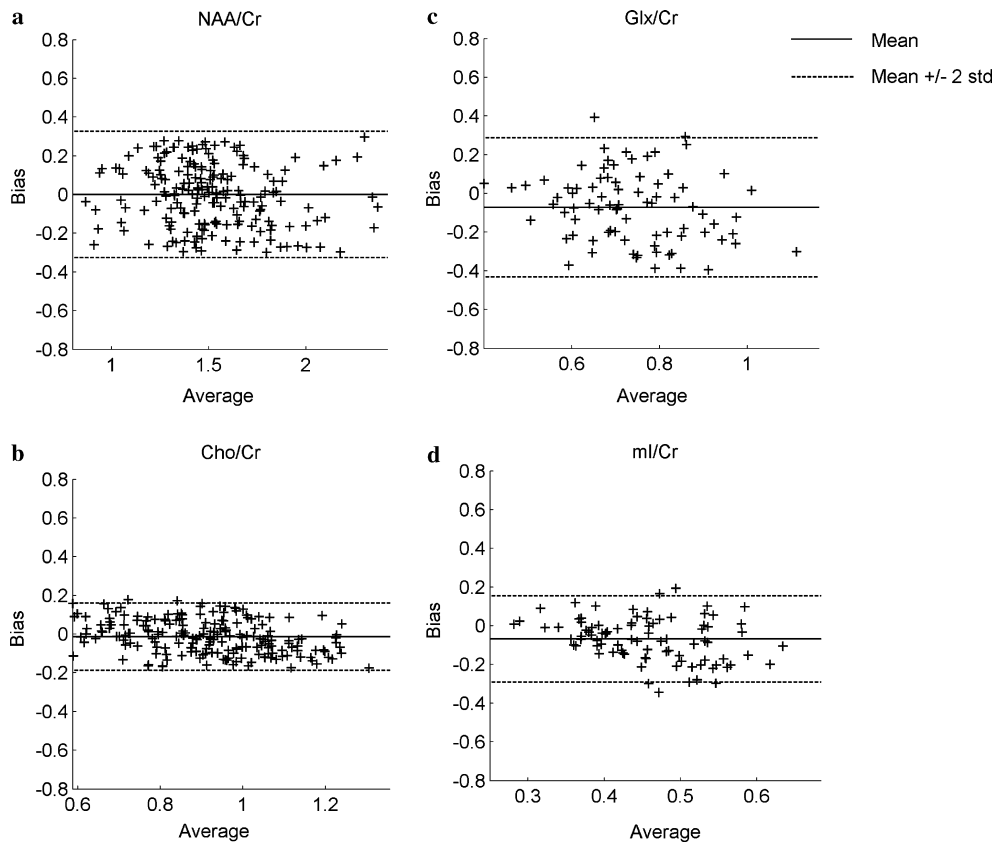 a
NAA/Cr
0.8
0.6
0.4
0.2
0
-0.2
-0.4
-0.6
-0.8
Bias
1
1.5
2
Average
c
Glx/Cr
0.8
0.6
0.4
0.2
0
-0.2
-0.4
-0.6
-0.8
Bias
0.6
0.8
1
Average
Mean
Mean +/- 2 std
b
Cho/Cr
0.8
0.6
0.4
0.2
0
-0.2
-0.4
-0.6
-0.8
Bias
0.6
0.8
1
1.2
Average
d
mI/Cr
0.8
0.6
0.4
0.2
0
-0.2
-0.4
-0.6
-0.8
Bias
0.3
0.4
0.5
0.6
Average